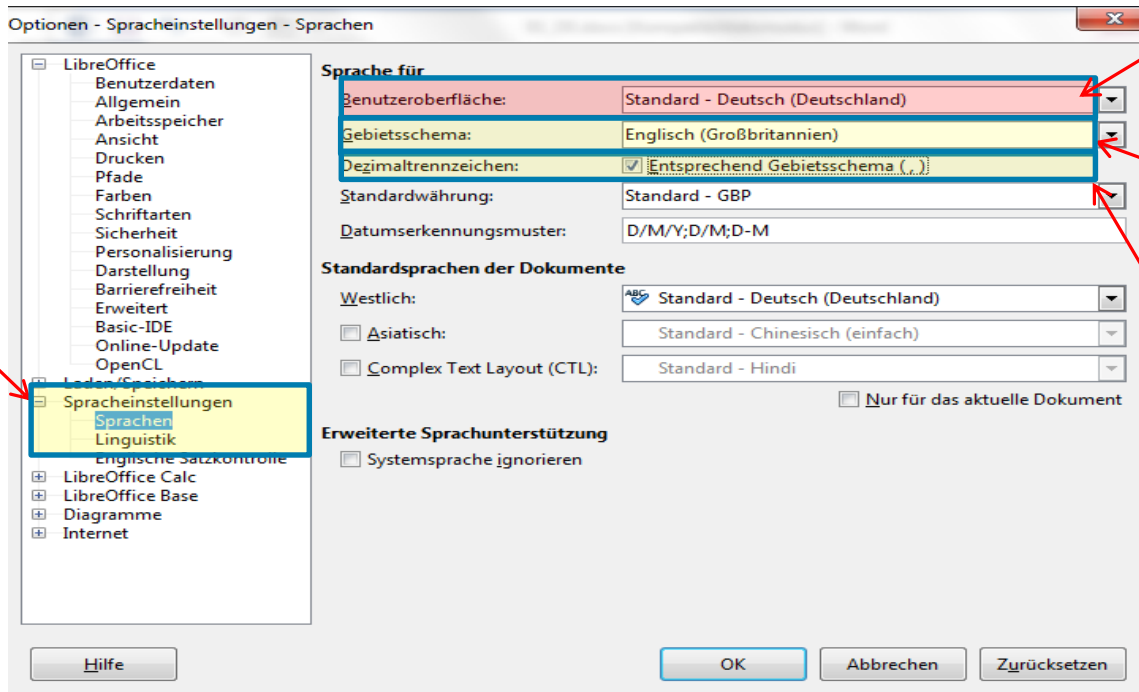 Optionen - Spracheinstellungen - Sprachen
LibreOffice
Benutzerdaten
Allgemein
Arbeitsspeicher
Ansicht
Drucken
Pfade
Farben
Schriftarten
Sicherheit
Personalisierung
Darstellung
Barrierefreiheit
Erweitert
Basic-IDE
Online-Update
OpenCL
Laden/Speichern
Spracheinstellungen
Sprachen
Linguistik
Englische Satzkontrolle
LibreOffice Calc
LibreOffice Base
Diagramme
Internet
Sprache für
Benutzeroberfläche: Standard - Deutsch (Deutschland)
Gebietsschema: Englisch (Großbritannien)
Dezimaltrennzeichen: Entsprechend Gebietsschema ( , )
Standardwährung: Standard - GBP
Datumserkennungsmuster: D/M/Y;D/M;D-M
Standardsprachen der Dokumente
Westlich: ABC Standard - Deutsch (Deutschland)
Asiatisch: Standard - Chinesisch (einfach)
Complex Text Layout (CTL): Standard - Hindi
Nur für das aktuelle Dokument
Erweiterte Sprachunterstützung
Systemsprache ignorieren
Hilfe OK Abbrechen Zurücksetzen